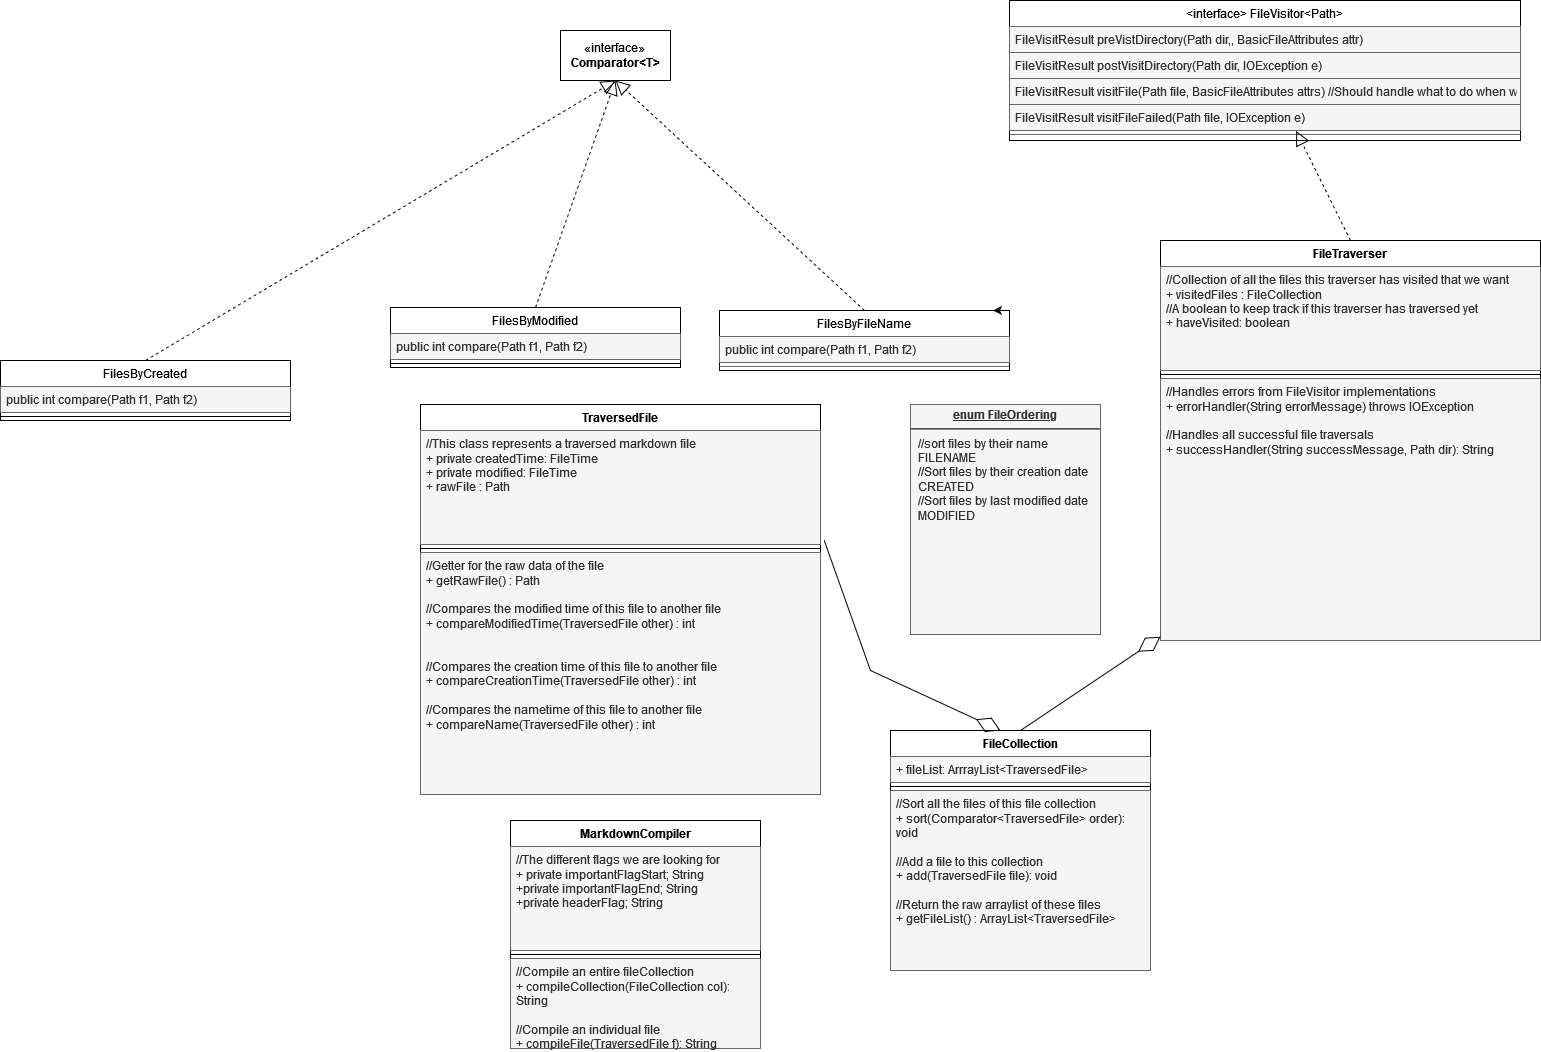 <interface> FileVisitor<Path>
FileVisitResult preVistDirectory(Path dir,, BasicFileAttributes attr)
FileVisitResult postVisitDirectory(Path dir, IOException e)
FileVisitResult visitFile(Path file, BasicFileAttributes attrs) //Should handle what to do when w
FileVisitResult visitFileFailed(Path file, IOException e)
«interface»
Comparator<T>
FileTraverser
//Collection of all the files this traverser has visited that we want
+ visitedFiles : FileCollection
//A boolean to keep track if this traverser has traversed yet
+ haveVisited: boolean
//Handles errors from FileVisitor implementations
+ errorHandler(String errorMessage) throws IOException
//Handles all successful file traversals
+ successHandler(String successMessage, Path dir): String
FilesByModified
public int compare(Path f1, Path f2)
FilesByFileName
public int compare(Path f1, Path f2)
FilesByCreated
public int compare(Path f1, Path f2)
TraversedFile
//This class represents a traversed markdown file
+ private createdTime: FileTime
+ private modified: FileTime
+ rawFile : Path
//Getter for the raw data of the file
+ getRawFile() : Path
//Compares the modified time of this file to another file
+ compareModifiedTime(TraversedFile other) : int
//Compares the creation time of this file to another file
+ compareCreationTime(TraversedFile other) : int
//Compares the nametime of this file to another file
+ compareName(TraversedFile other) : int
enum FileOrdering
//sort files by their name
FILENAME
//Sort files by their creation date
CREATED
//Sort files by last modified date
MODIFIED
FileCollection
+ fileList: ArrrayList<TraversedFile>
//Sort all the files of this file collection
+ sort(Comparator<TraversedFile> order):
void
//Add a file to this collection
+ add(TraversedFile file): void
//Return the raw arraylist of these files
+ getFileList() : ArrayList<TraversedFile>
MarkdownCompiler
//The different flags we are looking for
+ private importantFlagStart; String
+private importantFlagEnd; String
+private headerFlag; String
//Compile an entire fileCollection
+ compileCollection(FileCollection col):
String
//Compile an individual file
+ compileFile(TraversedFile f): String